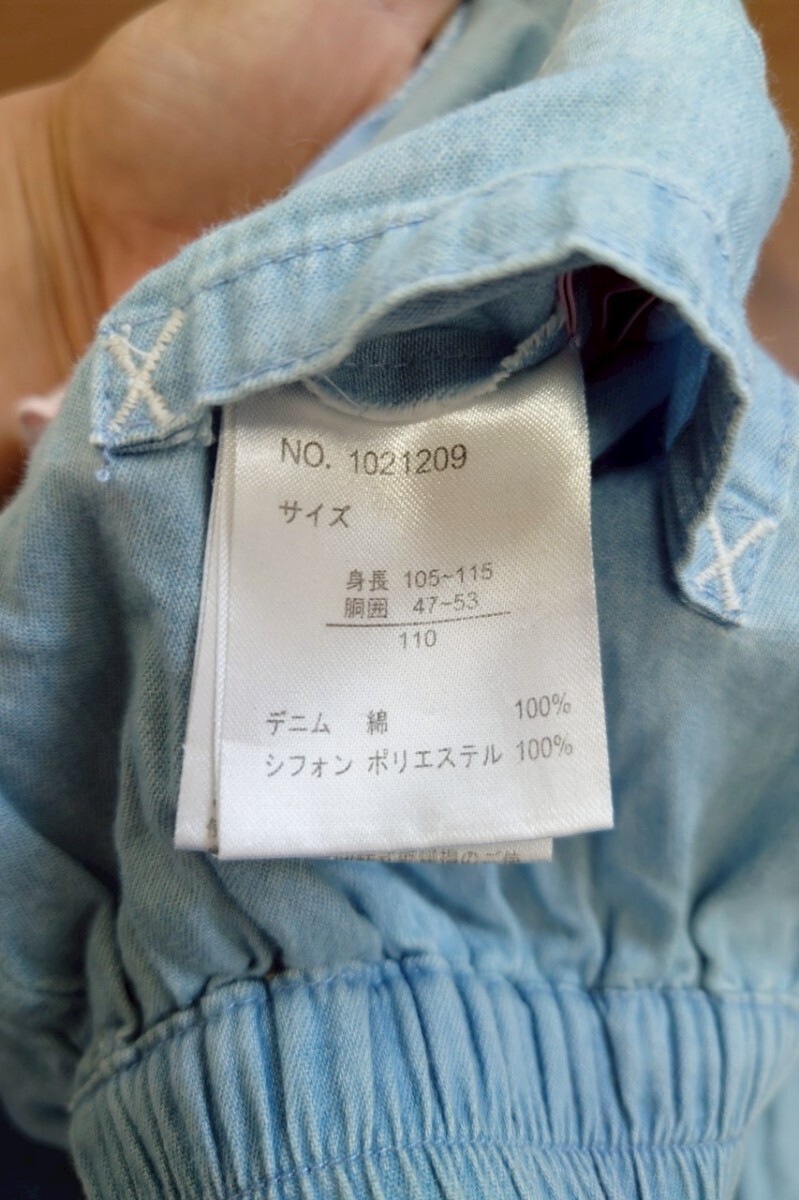 NO. 1021209
サイズ
身長 105~115
胴囲 47~53
110
デニム 綿 100%
シフォン ポリエステル 100%